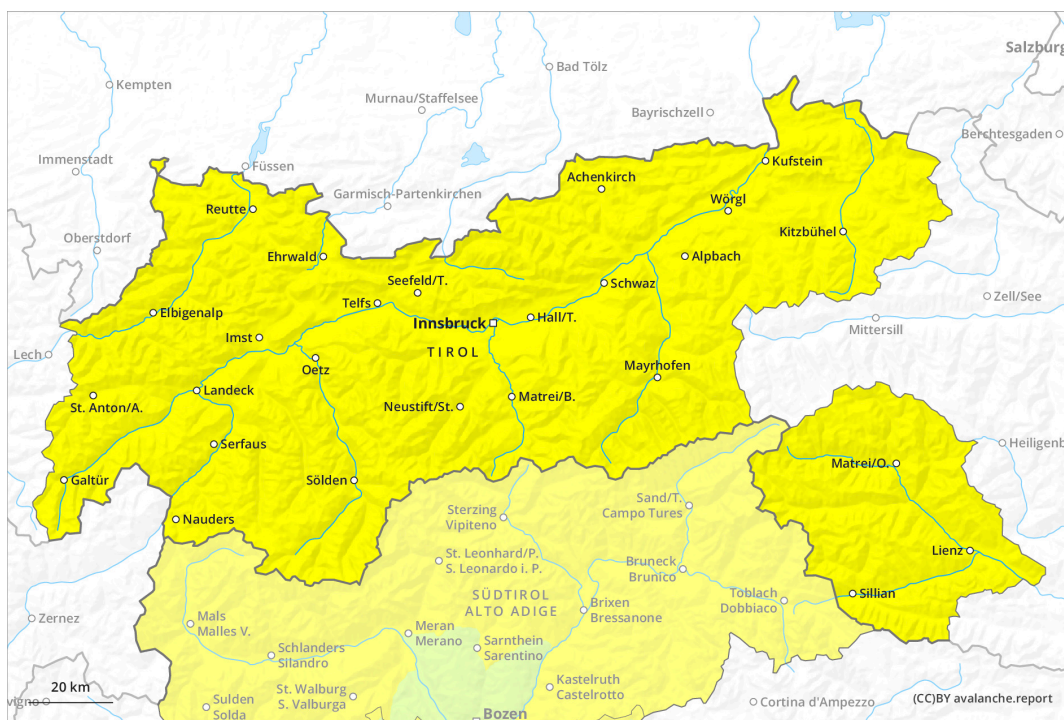 Salzburg
Kempten
Bad Tölz
Murnau/Staffelsee
Bayrischzell
Berchtesgaden
Immenstadt
Füssen
Kufstein
Achenkirch
Garmisch-Partenkirchen
Reutte
Wörgl
Oberstdorf
Kitzbühel
Ehrwald
Alpbach
Seefeld/T.
Schwaz
Zell/See
Telfs
Elbigenalp
Hall/T.
Innsbruck
Mittersill
Imst
Lech
TIROL
Oetz
Mayrhofen
Landeck
St. Anton/A.
Matrei/B.
Neustift/St.
Serfaus
Heiligenb
Matrei/O.
Galtür
Sölden
Sand/T.
Campo Tures
Sterzing
Vipiteno
Nauders
Lienz
St. Leonhard/P.
S. Leonardo i. P.
Bruneck
Brunico
Sillian
SÜDTIROL
ALTO ADIGE
Toblach
Dobbiaco
Brixen
Bressanone
Mals
Malles V.
Zernez
Meran
Merano
Sarnthein
Sarentino
Schlanders
Silandro
Kastelruth
Castelrotto
20 km
St. Walburg
S. Valburga
vigno
Sulden
Solda
Cortina d'Ampezzo
(CC)BY avalanche.report
Bozen